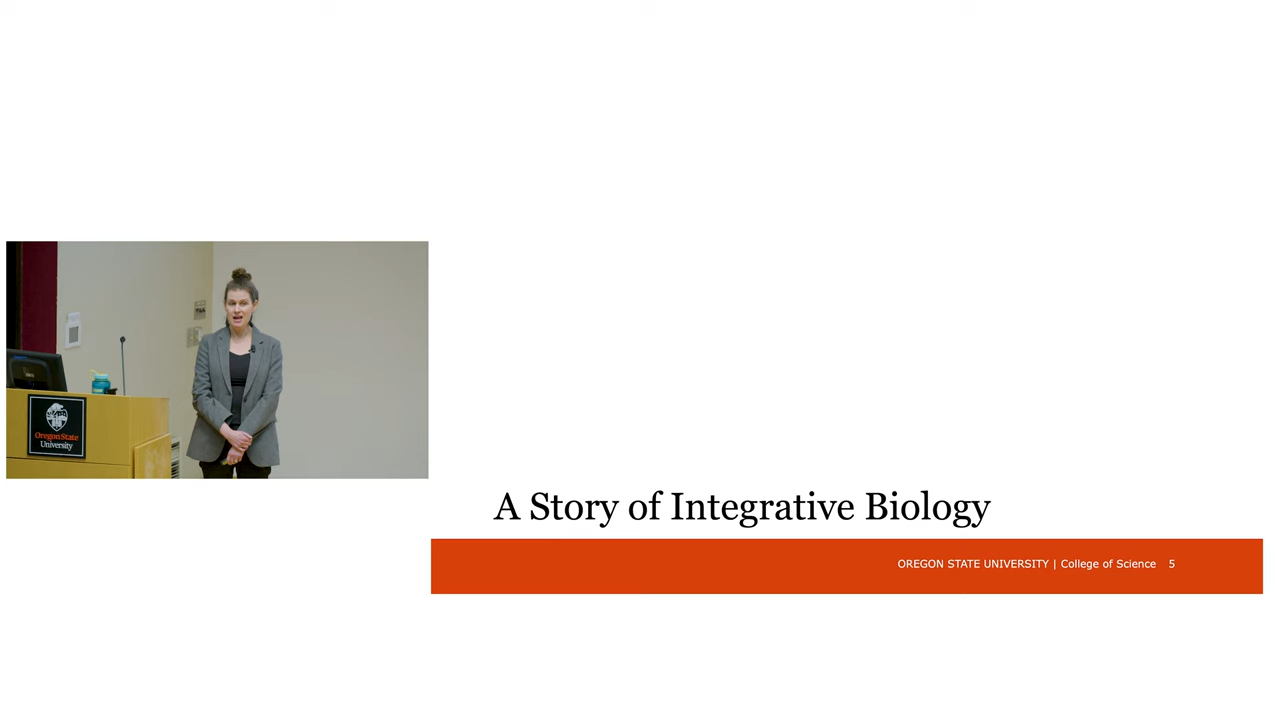 Oregon State
University
A Story of Integrative Biology
OREGON STATE UNIVERSITY | College of Science 5